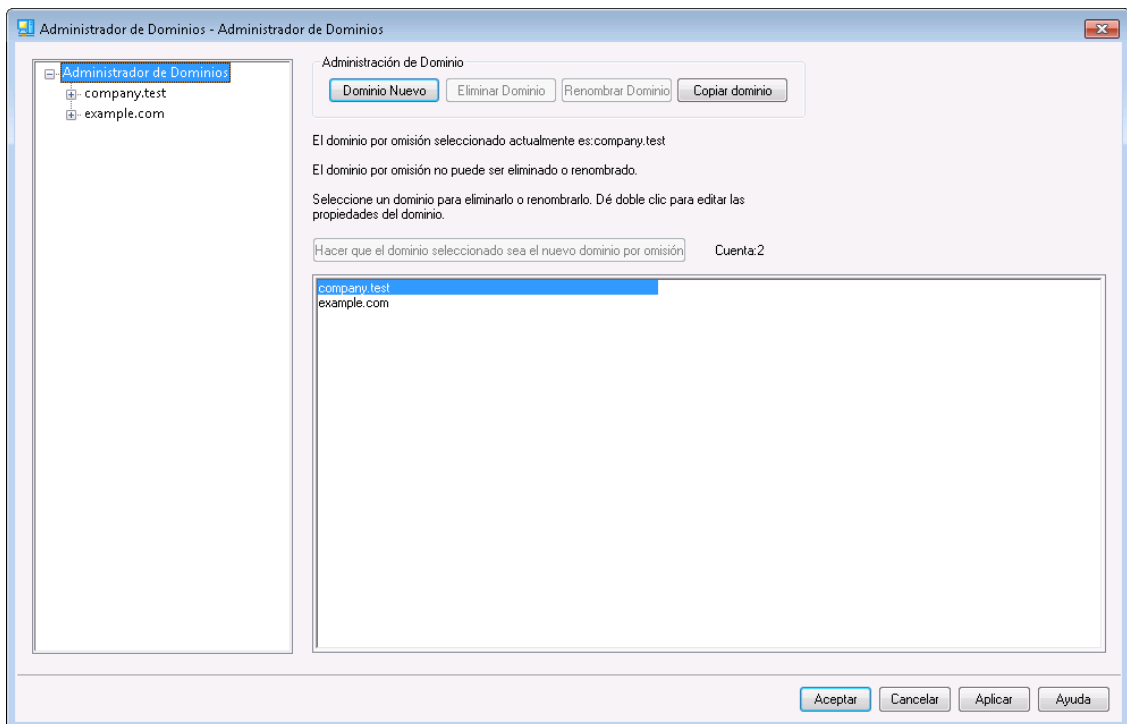 Administrador de Dominios - Administrador de Dominios
Administrador de Dominios
company.test
example.com
Administración de Dominio
Dominio Nuevo
Eliminar Dominio
Renombrar Dominio
Copiar dominio
El dominio por omisión seleccionado actualmente es:company.test
El dominio por omisión no puede ser eliminado o renombrado.
Seleccione un dominio para eliminarlo o renombrarlo. Dé doble clic para editar las
propiedades del dominio.
Hacer que el dominio seleccionado sea el nuevo dominio por omisión
Cuenta:2
company.test
example.com
Aceptar
Cancelar
Aplicar
Ayuda